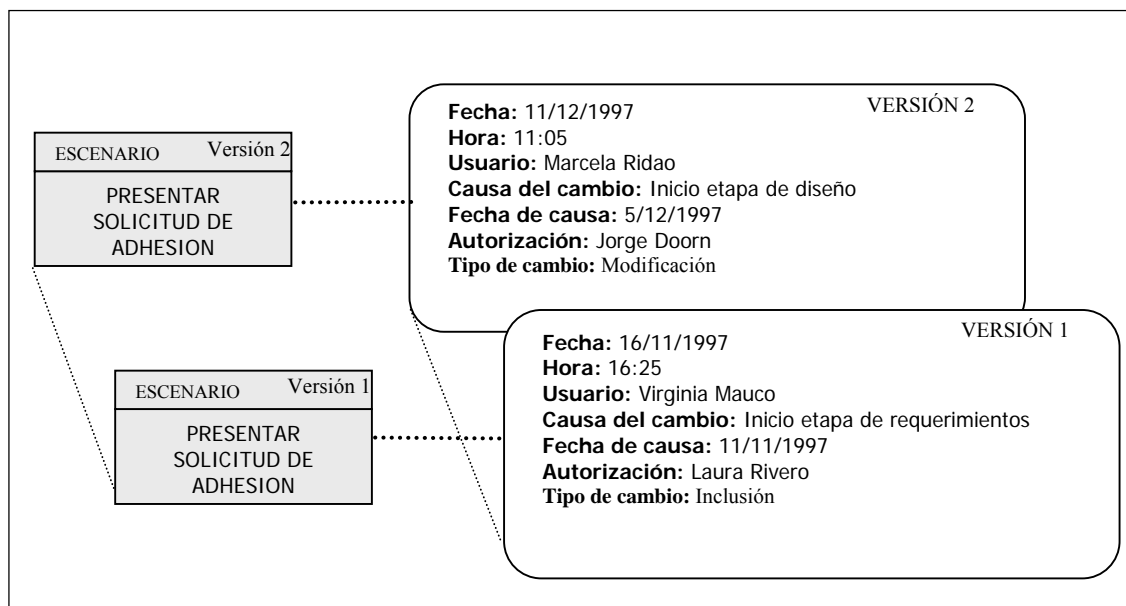 VERSIÓN 2
Fecha: 11/12/1997
Hora: 11:05
Usuario: Marcela Ridao
Causa del cambio: Inicio etapa de diseño
Fecha de causa: 5/12/1997
Autorización: Jorge Doorn
Tipo de cambio: Modificación
ESCENARIO Versión 2
PRESENTAR
SOLICITUD DE
ADHESION
VERSIÓN 1
Fecha: 16/11/1997
Hora: 16:25
Usuario: Virginia Mauco
Causa del cambio: Inicio etapa de requerimientos
Fecha de causa: 11/11/1997
Autorización: Laura Rivero
Tipo de cambio: Inclusión
ESCENARIO Versión 1
PRESENTAR
SOLICITUD DE
ADHESION